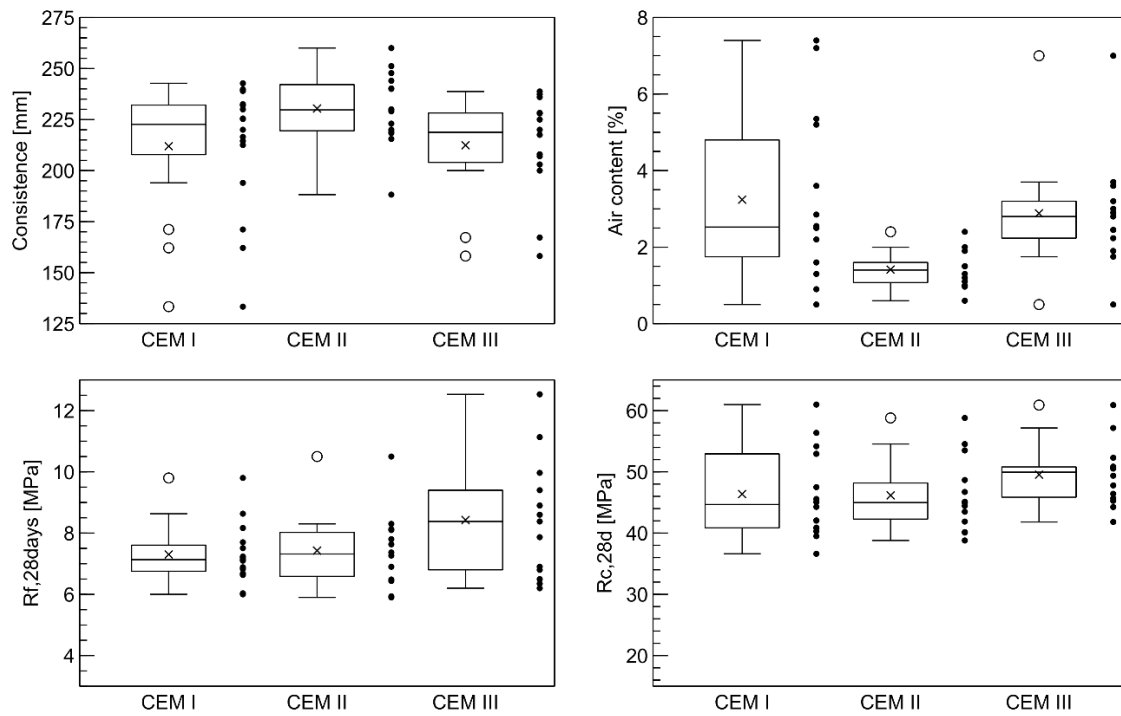 Consistence [mm]
275
250
225
200
175
150
125
CEM I CEM II CEM III
Air content [%]
8
6
4
2
0
CEM I CEM II CEM III
Rf,28days [MPa]
12
10
8
6
4
CEM I CEM II CEM III
Rc,28d [MPa]
60
50
40
30
20
CEM I CEM II CEM III